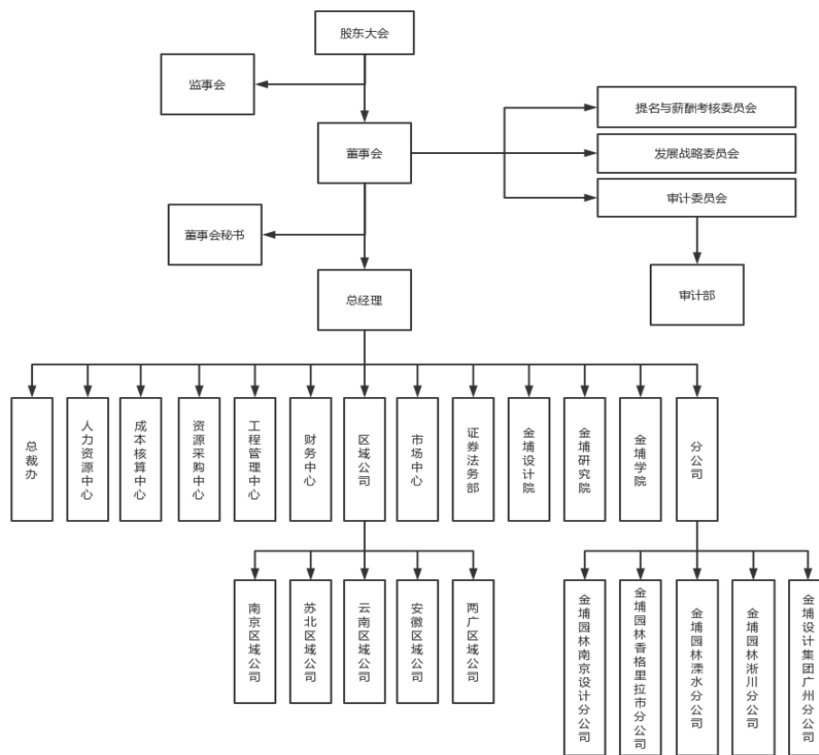 股东大会
监事会
提名与薪酬考核委员会
董事会
发展战略委员会
审计委员会
董事会秘书
总经理
审计部
总裁办
人力资源中心
成本核算中心
资源采购中心
工程管理中心
财务中心
区域公司
市场中心
证券法务部
金埔设计院
金埔研究院
金埔学院
分公司
南京区域公司
苏北区域公司
云南区域公司
安徽区域公司
两广区域公司
金埔园林南京设计分公司
金埔园林香格里拉市分公司
金埔园林溧水分公司
金埔园林淅川分公司
金埔设计集团广州分公司